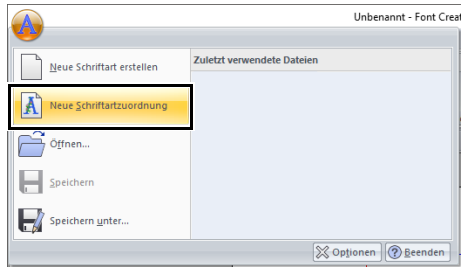 Unbenannt - Font Creat
A
Neue Schriftart erstellen
Zuletzt verwendete Dateien
A
Neue Schriftartzuordnung
Öffnen...
Speichern
Speichern unter...
Optionen
? Beenden